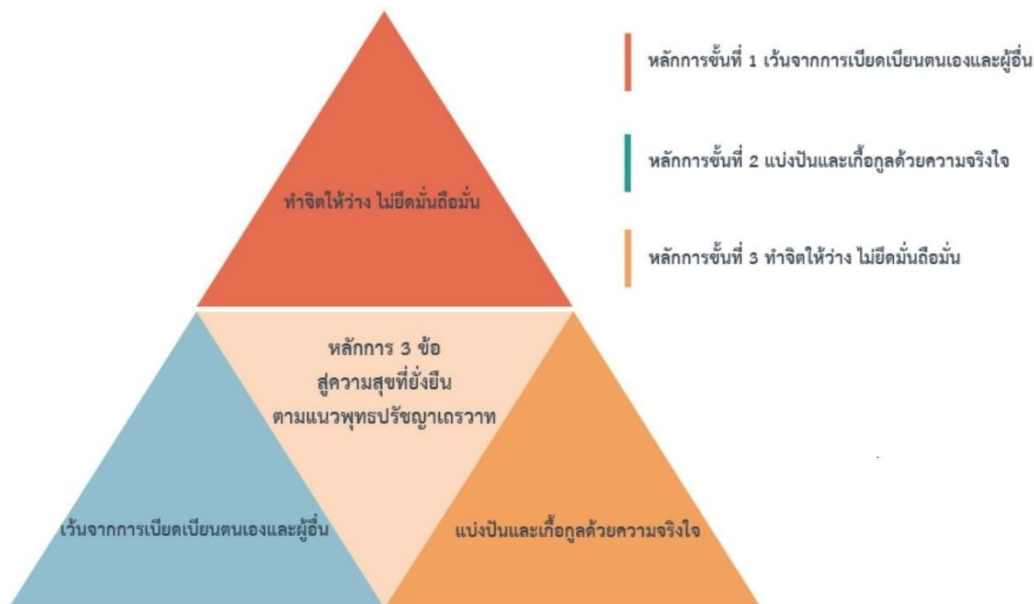 ทำจิตให้ว่าง ไม่ยึดมั่นถือมั่น
หลักการ 3 ข้อ
สู่ความสุขที่ยั่งยืน
ตามแนวพุทธปรัชญาเถรวาท
เว้นจากการเบียดเบียนตนเองและผู้อื่น
แบ่งปันและเกื้อกูลด้วยความจริงใจ
หลักการขั้นที่ 1 เว้นจากการเบียดเบียนตนเองและผู้อื่น
หลักการขั้นที่ 2 แบ่งปันและเกื้อกูลด้วยความจริงใจ
หลักการขั้นที่ 3 ทำจิตให้ว่าง ไม่ยึดมั่นถือมั่น